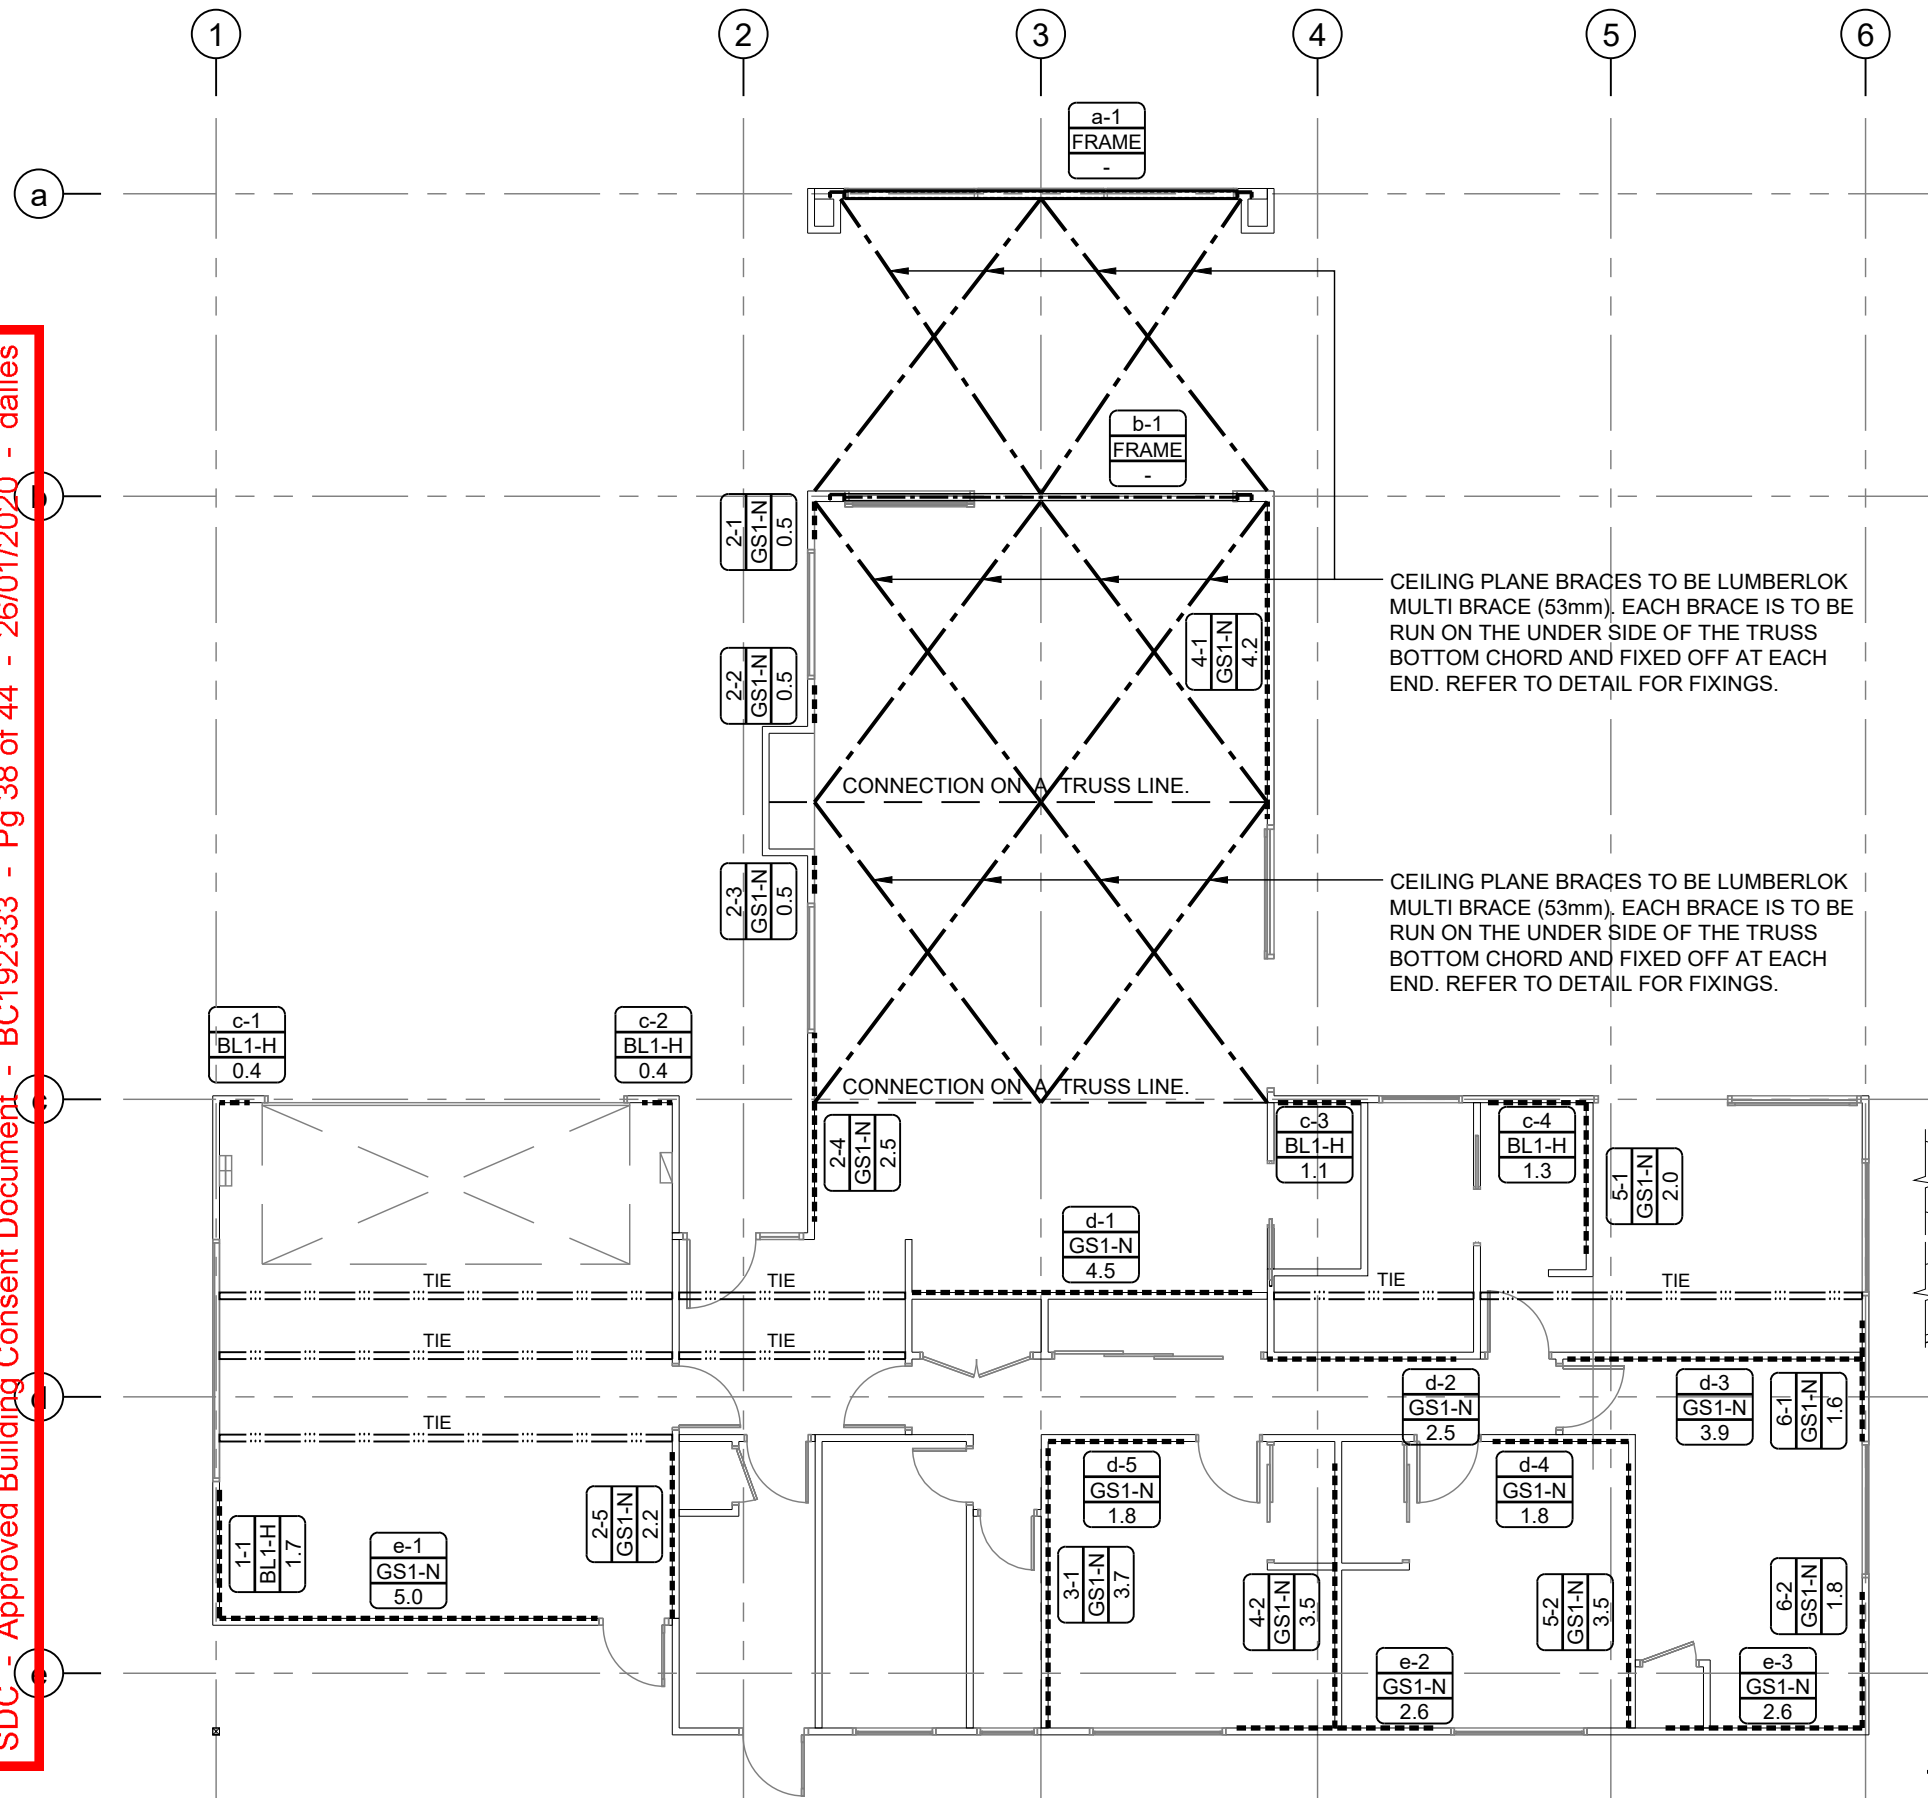 1
2
3
4
5
6
a
a-1
FRAME
-
b
b-1
FRAME
-
2-1
GS1-N
0.5
CEILING PLANE BRACES TO BE LUMBERLOK
MULTI BRACE (53mm). EACH BRACE IS TO BE
RUN ON THE UNDER SIDE OF THE TRUSS
BOTTOM CHORD AND FIXED OFF AT EACH
END. REFER TO DETAIL FOR FIXINGS.
2-2
GS1-N
0.5
4-1
GS1-N
4.2
CONNECTION ON A TRUSS LINE.
2-3
GS1-N
0.5
CEILING PLANE BRACES TO BE LUMBERLOK
MULTI BRACE (53mm). EACH BRACE IS TO BE
RUN ON THE UNDER SIDE OF THE TRUSS
BOTTOM CHORD AND FIXED OFF AT EACH
END. REFER TO DETAIL FOR FIXINGS.
c-1
BL1-H
0.4
c-2
BL1-H
0.4
c
CONNECTION ON A TRUSS LINE.
2-4
GS1-N
2.5
c-3
BL1-H
1.1
c-4
BL1-H
1.3
5-1
GS1-N
2.0
d-1
GS1-N
4.5
TIE
TIE
TIE
TIE
TIE
TIE
d
d-2
GS1-N
2.5
d-3
GS1-N
3.9
6-1
GS1-N
1.6
TIE
d-5
GS1-N
1.8
d-4
GS1-N
1.8
1-1
BL1-H
1.7
e-1
GS1-N
5.0
2-5
GS1-N
2.2
3-1
GS1-N
3.7
4-2
GS1-N
3.5
5-2
GS1-N
3.5
6-2
GS1-N
1.8
e
e-2
GS1-N
2.6
e-3
GS1-N
2.6
SDC - Approved Building Consent Document - BC192333 - Pg 38 of 44 - 26/01/2020 - dalles